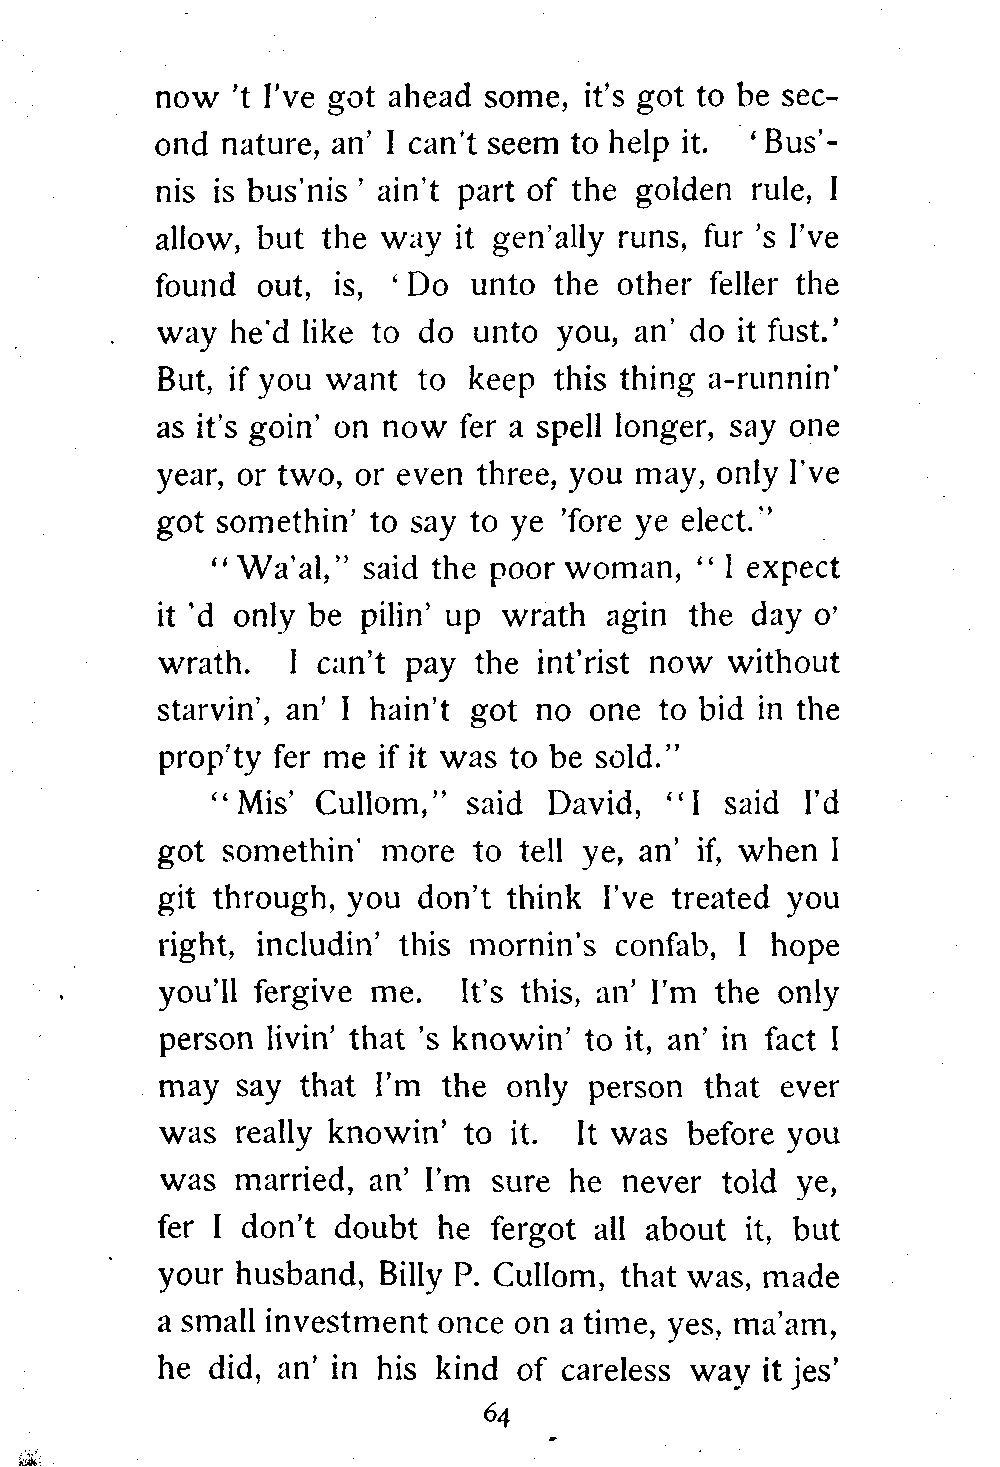 now 't I've got ahead some, it's got to be sec-
ond nature, an' I can't seem to help it. ‘Bus'-
nis is bus'nis’ ain't part of the golden rule, I
allow, but the way it gen'ally runs, fur 's I've
found out, is, ‘Do unto the other feller the
way he'd like to do unto you, an' do it fust.’
But, if you want to keep this thing a-runnin'
as it's goin' on now fer a spell longer, say one
year, or two, or even three, you may, only I've
got somethin' to say to ye 'fore ye elect.”
“Wa'al,” said the poor woman, “I expect
it 'd only be pilin' up wrath agin the day o'
wrath. I can't pay the int'rist now without
starvin', an' I hain't got no one to bid in the
prop'ty fer me if it was to be sold.”
“Mis' Cullom,” said David, “I said I'd
got somethin' more to tell ye, an' if, when I
git through, you don't think I've treated you
right, includin' this mornin's confab, I hope
you'll fergive me. It's this, an' I'm the only
person livin' that 's knowin' to it, an' in fact I
may say that I'm the only person that ever
was really knowin' to it. It was before you
was married, an' I'm sure he never told ye,
fer I don't doubt he fergot all about it, but
your husband, Billy P. Cullom, that was, made
a small investment once on a time, yes, ma'am,
he did, an' in his kind of careless way it jes'
64